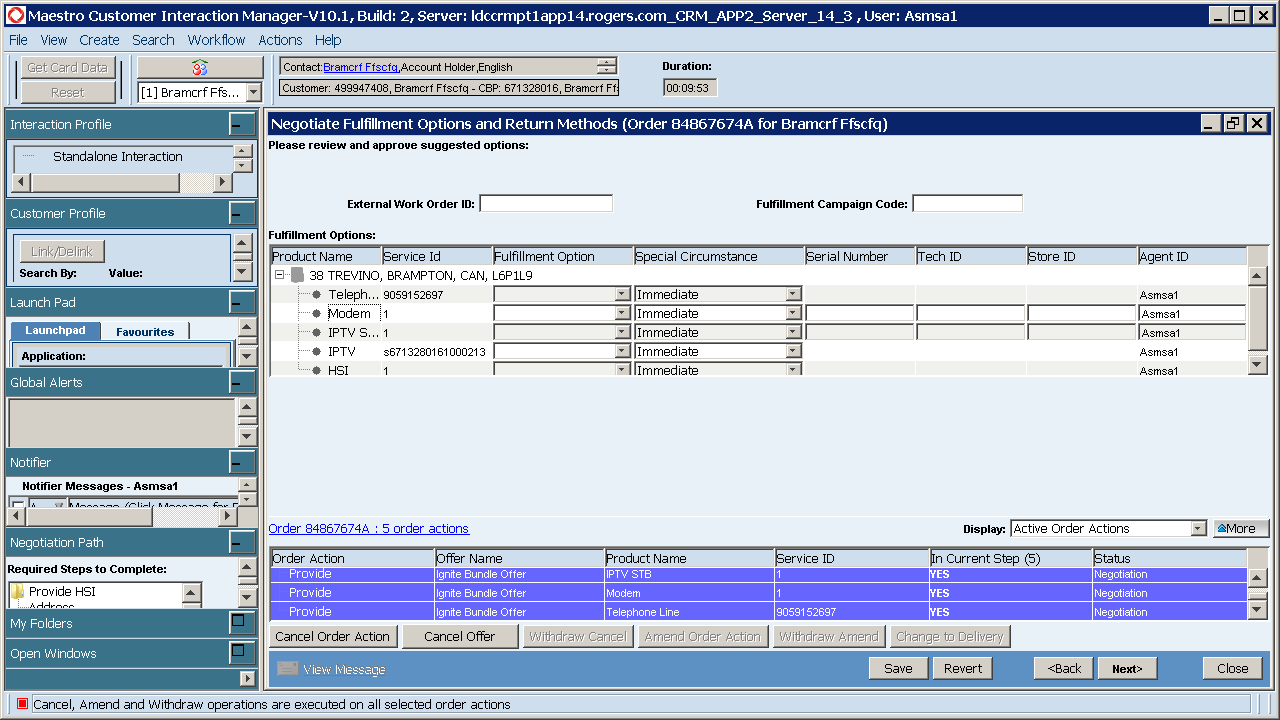 Maestro Customer Interaction Manager-V10.1, Build: 2, Server: ldccrmpt1app14.rogers.com_CRM_APP2_Server_14_3 , User: Asmsa1
File View Create Search Workflow Actions Help
Get Card Data
Reset
[1] Bramcrf Ffs...
Contact:Bramcrf Ffscfq,Account Holder,English
Customer: 499947408, Bramcrf Ffscfq - CBP: 671328016, Bramcrf Ff
Duration:
00:09:53
Interaction Profile
Standalone Interaction
Customer Profile
Link/Delink
Search By: Value:
Launch Pad
Launchpad Favourites
Application:
Global Alerts
Notifier
Notifier Messages - Asmsa1
Negotiation Path
Required Steps to Complete:
Provide HSI
Address
My Folders
Open Windows
Negotiate Fulfillment Options and Return Methods (Order 84867674A for Bramcrf Ffscfq)
Please review and approve suggested options:
External Work Order ID: Fulfillment Campaign Code:
Fulfillment Options:
Product Name Service Id Fulfillment Option Special Circumstance Serial Number Tech ID Store ID Agent ID
38 TREVINO, BRAMPTON, CAN, L6P1L9
Teleph... 9059152697 Immediate Asmsa1
Modem 1 Immediate Asmsa1
IPTV S... 1 Immediate Asmsa1
IPTV s6713280161000213 Immediate Asmsa1
HSI 1 Immediate Asmsa1
Order 84867674A : 5 order actions
Display: Active Order Actions More
Order Action Offer Name Product Name Service ID In Current Step (5) Status
Provide Ignite Bundle Offer IPTV STB 1 YES Negotiation
Provide Ignite Bundle Offer Modem 1 YES Negotiation
Provide Ignite Bundle Offer Telephone Line 9059152697 YES Negotiation
Cancel Order Action Cancel Offer Withdraw Cancel Amend Order Action Withdraw Amend Change to Delivery
View Message Save Revert <Back Next> Close
Cancel, Amend and Withdraw operations are executed on all selected order actions